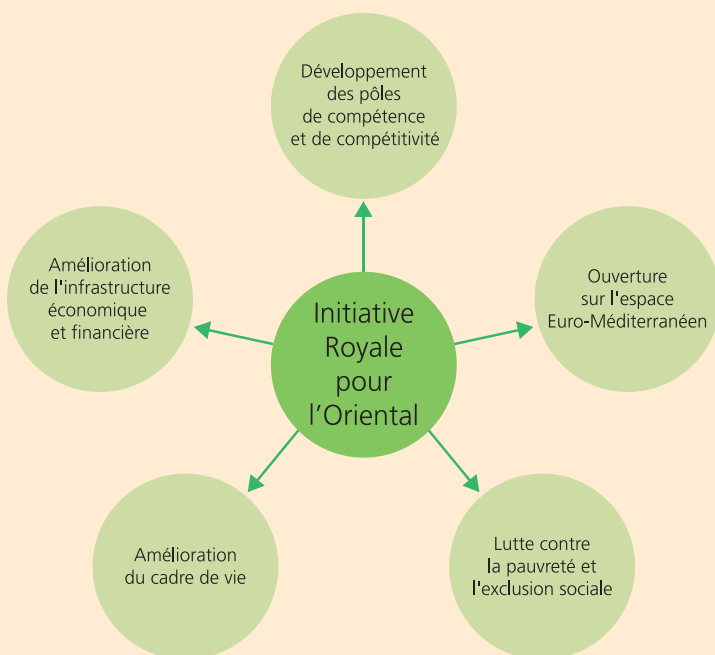 Développement
des pôles
de compétence
et de compétitivité
Amélioration
de l'infrastructure
économique
et financière
Ouverture
sur l'espace
Euro-Méditerranéen
Initiative
Royale
pour
l’Oriental
Amélioration
du cadre de vie
Lutte contre
la pauvreté et
l'exclusion sociale